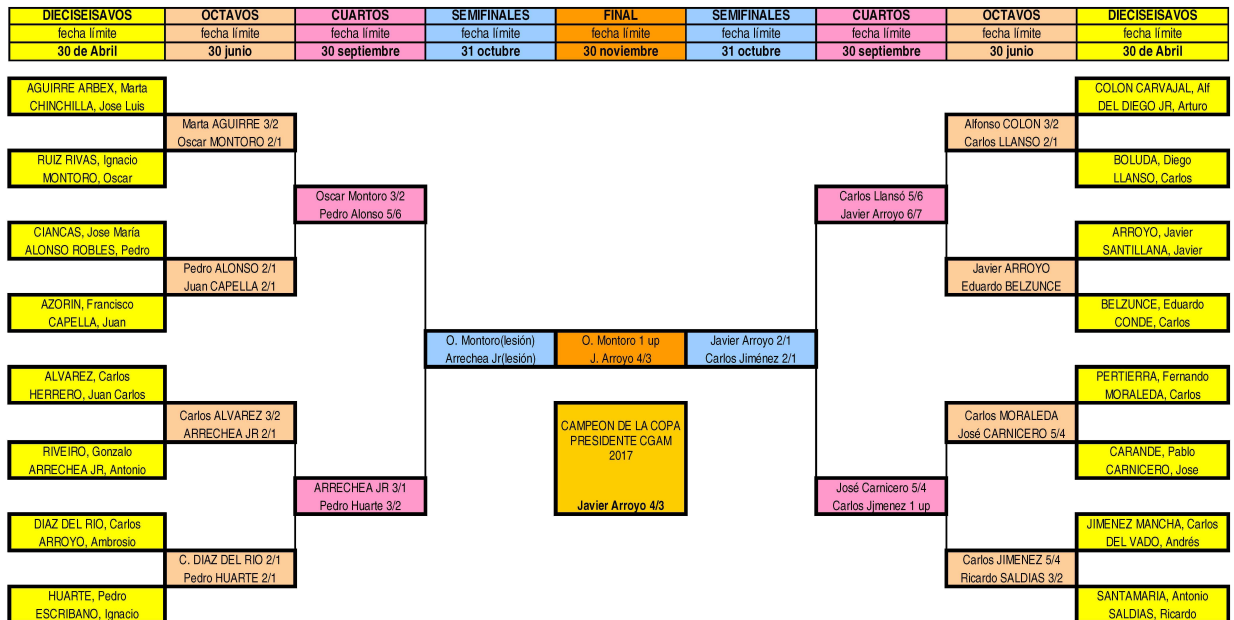 DIECISEISAVOS OCTAVOS CUARTOS SEMIFINALES FINAL SEMIFINALES CUARTOS OCTAVOS DIECISEISAVOS
fecha límite fecha límite fecha límite fecha límite fecha límite fecha límite fecha límite fecha límite fecha límite
30 de Abril 30 junio 30 septiembre 31 octubre 30 noviembre 31 octubre 30 septiembre 30 junio 30 de Abril
AGUIRRE ARBEX, Marta
CHINCHILLA, Jose Luis
RUIZ RIVAS, Ignacio
MONTORO, Oscar
CIANCAS, Jose María
ALONSO ROBLES, Pedro
AZORIN, Francisco
CAPELLA, Juan
ALVAREZ, Carlos
HERRERO, Juan Carlos
RIVEIRO, Gonzalo
ARRECHEA JR, Antonio
DIAZ DEL RIO, Carlos
ARROYO, Ambrosio
HUARTE, Pedro
ESCRIBANO, Ignacio
Marta AGUIRRE 3/2
Oscar MONTORO 2/1
Pedro ALONSO 2/1
Juan CAPELLA 2/1
Carlos ALVAREZ 3/2
ARRECHEA JR 2/1
C. DIAZ DEL RIO 2/1
Pedro HUARTE 2/1
Oscar Montoro 3/2
Pedro Alonso 5/6
ARRECHEA JR 3/1
Pedro Huarte 3/2
O. Montoro(lesión)
Arrechea Jr(lesión)
O. Montoro 1 up
J. Arroyo 4/3
CAMPEON DE LA COPA
PRESIDENTE CGAM
2017
Javier Arroyo 4/3
Javier Arroyo 2/1
Carlos Jiménez 2/1
Carlos Llansó 5/6
Javier Arroyo 6/7
José Carnicero 5/4
Carlos Jjmenez 1 up
Alfonso COLON 3/2
Carlos LLANSO 2/1
Javier ARROYO
Eduardo BELZUNCE
Carlos MORALEDA
José CARNICERO 5/4
Carlos JIMENEZ 5/4
Ricardo SALDIAS 3/2
COLON CARVAJAL, Alf
DEL DIEGO JR, Arturo
BOLUDA, Diego
LLANSO, Carlos
ARROYO, Javier
SANTILLANA, Javier
BELZUNCE, Eduardo
CONDE, Carlos
PERTIERRA, Fernando
MORALEDA, Carlos
CARANDE, Pablo
CARNICERO, Jose
JIMENEZ MANCHA, Carlos
DEL VADO, Andrés
SANTAMARIA, Antonio
SALDIAS, Ricardo